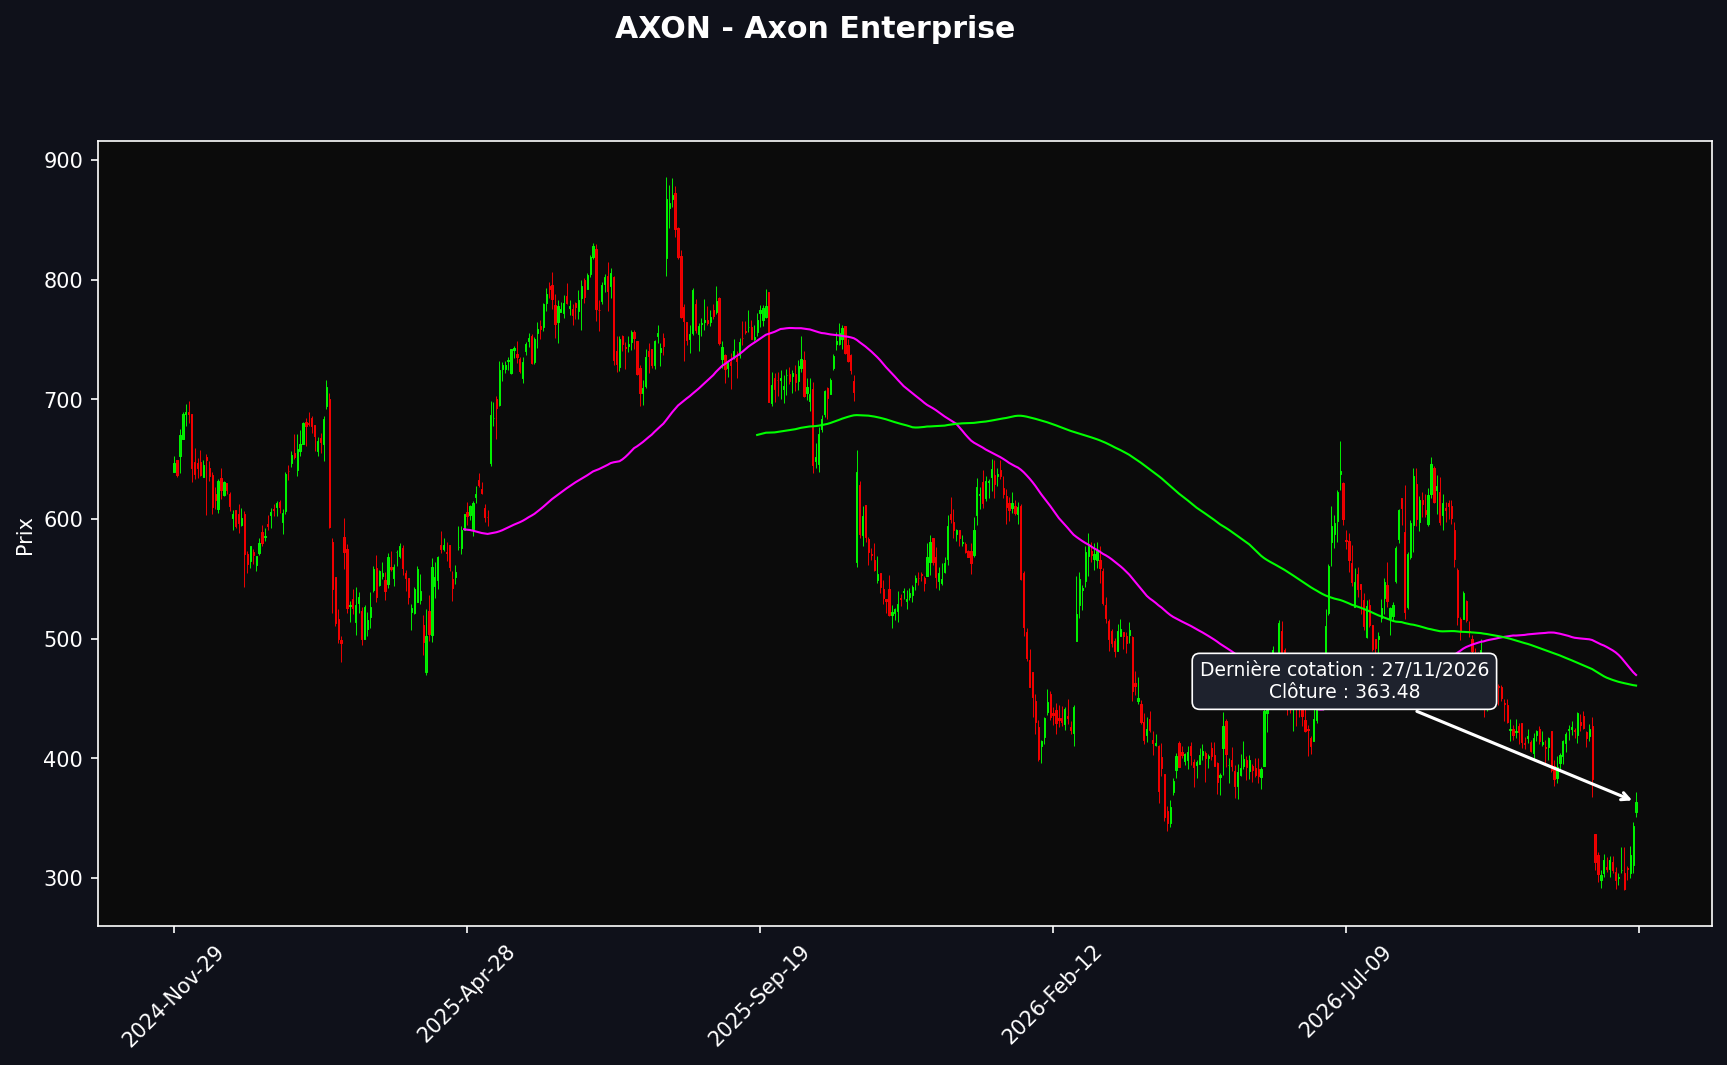 AXON - Axon Enterprise
900
800
700
600
500
400
300
Prix
Dernière cotation : 27/11/2026
Clôture : 363.48
2024-Nov-29
2025-Apr-28
2025-Sep-19
2026-Feb-12
2026-Jul-09